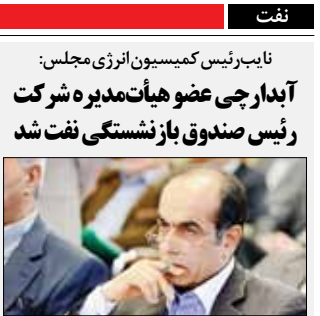 نفت
نایب‌رئیس کمیسیون انرژی مجلس:
آبدارچی عضو هیأت‌مدیره شرکت
رئیس صندوق بازنشستگی نفت شد